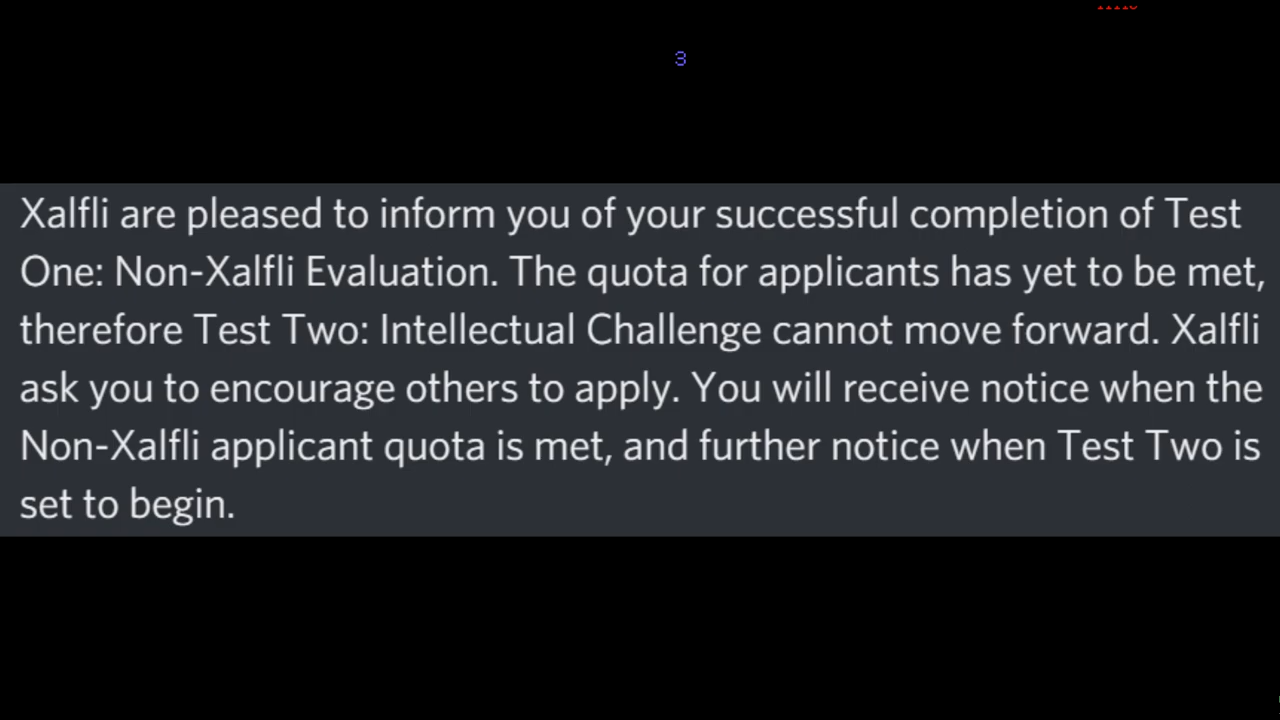 3
Xalfli are pleased to inform you of your successful completion of Test
One: Non-Xalfli Evaluation. The quota for applicants has yet to be met,
therefore Test Two: Intellectual Challenge cannot move forward. Xalfli
ask you to encourage others to apply. You will receive notice when the
Non-Xalfli applicant quota is met, and further notice when Test Two is
set to begin.